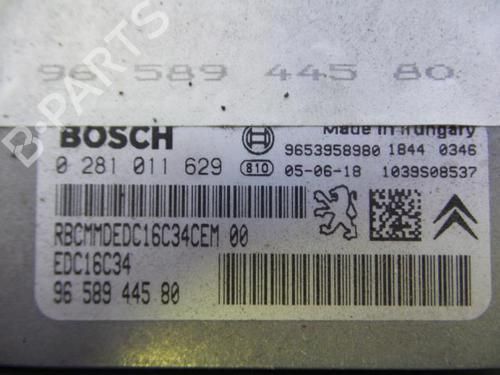 B-PARTS
96 589 445 80
BOSCH
Made in Hungary
9653958980 1844 0346
0 281 011 629 810 05-06-18 1039S08537
RBCMMDEDC16C34CEM 00
EDC16C34
96 589 445 80